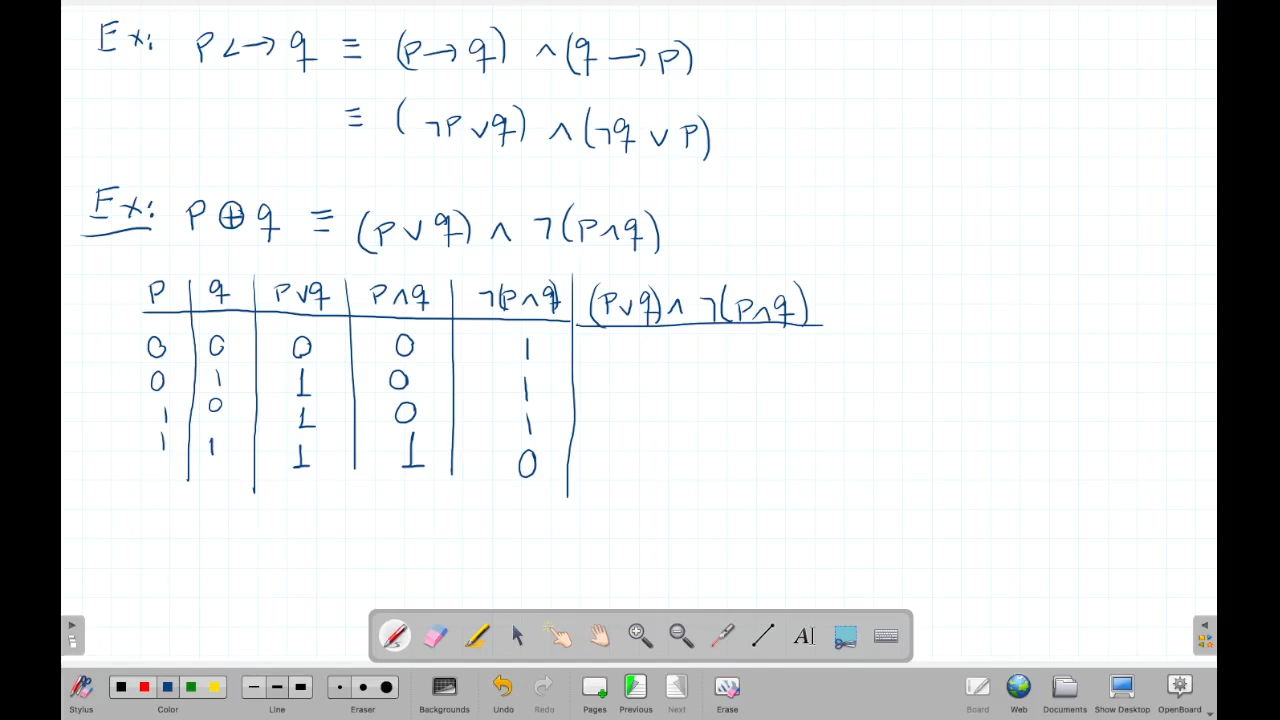 Ex: p <-> q ≡ (p → q) ∧ (q → p)
≡ (¬p ∨ q) ∧ (¬q ∨ p)
Ex: p ⊕ q ≡ (p ∨ q) ∧ ¬(p ∧ q)
p q p ∨ q p ∧ q ¬(p ∧ q) (p ∨ q) ∧ ¬(p ∧ q)
0 0 0 0 1
0 1 1 0 1
1 0 1 0 1
1 1 1 1 0
Stylus Color Line Eraser Backgrounds Undo Redo Pages Previous Next Erase Board Web Documents Show Desktop OpenBoard